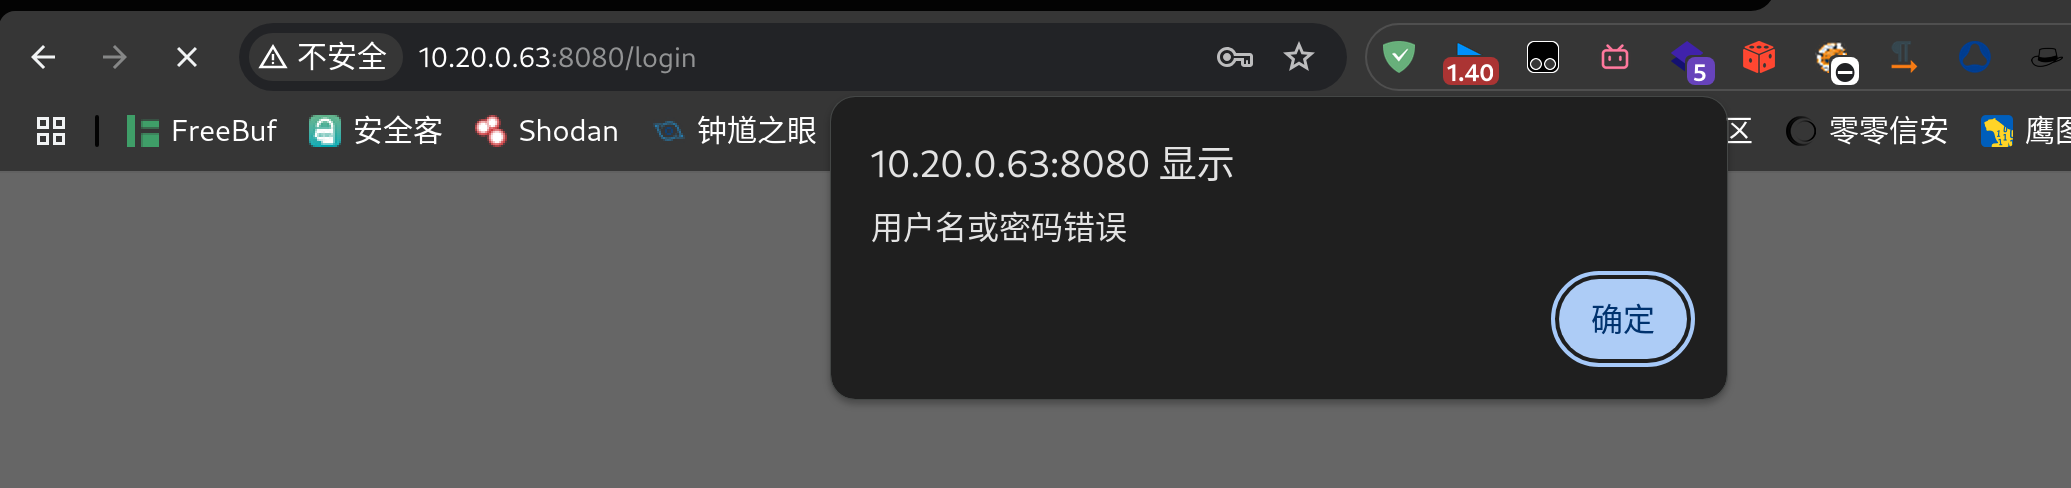 不安全 10.20.0.63:8080/login
1.40
5
FreeBuf 安全客 Shodan 钟馗之眼
区 零零信安 鹰图
10.20.0.63:8080 显示
用户名或密码错误
确定